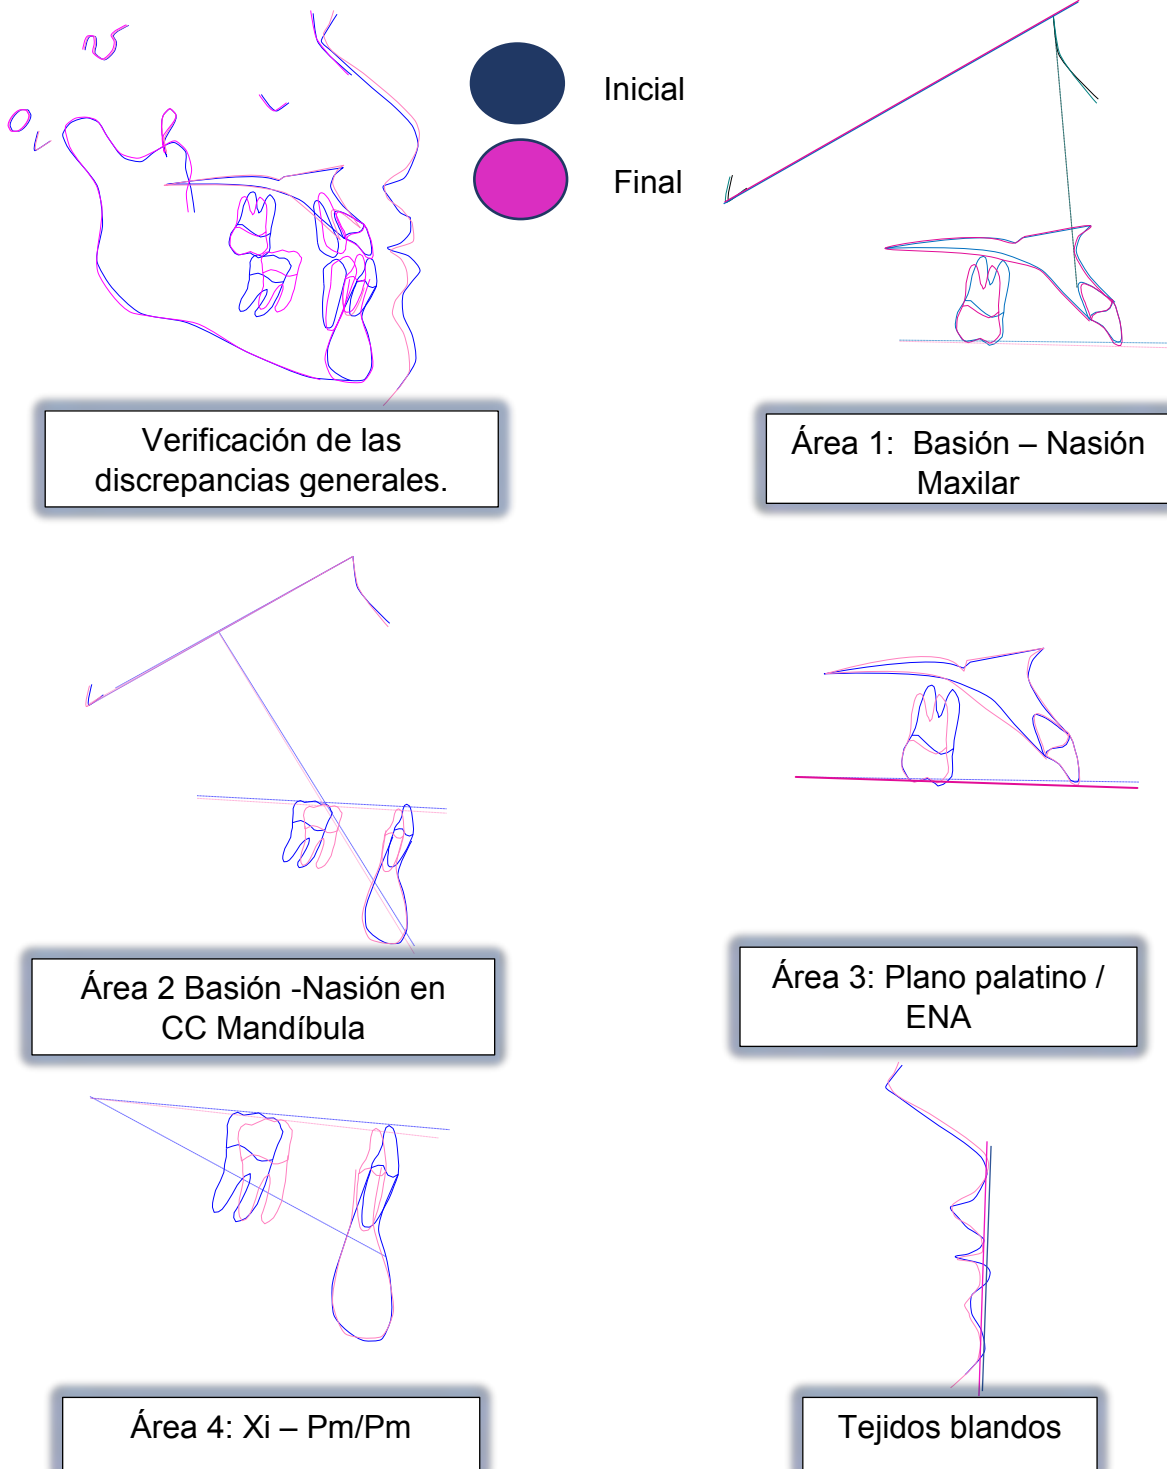 Inicial
Final
Verificación de las
discrepancias generales.
Área 1:  Basión – Nasión
Maxilar
Área 2 Basión -Nasión en
CC Mandíbula
Área 3: Plano palatino /
ENA
Área 4: Xi – Pm/Pm
Tejidos blandos